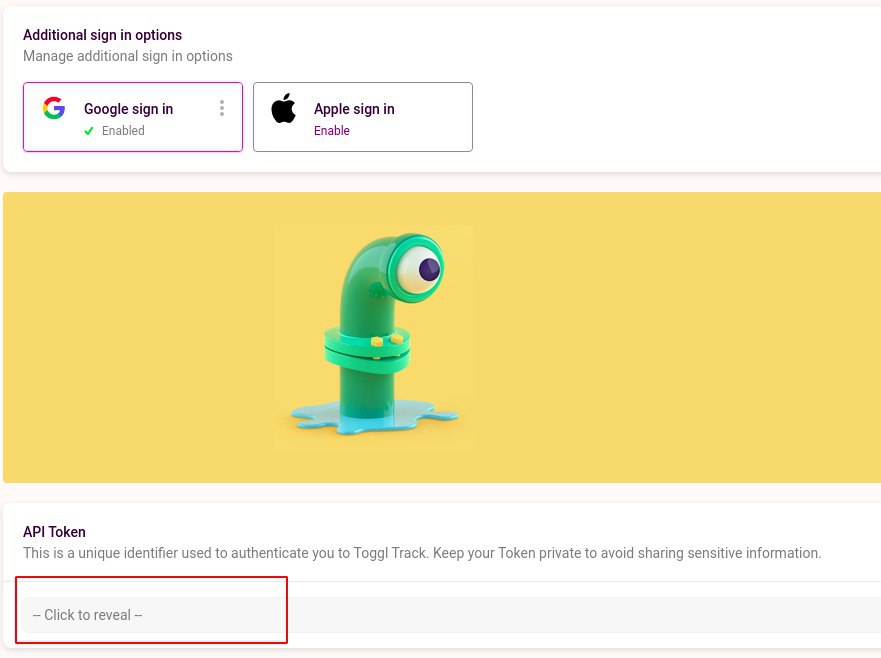 Additional sign in options
Manage additional sign in options
Google sign in
Enabled
Apple sign in
Enable
API Token
This is a unique identifier used to authenticate you to Toggl Track. Keep your Token private to avoid sharing sensitive information.
-- Click to reveal --